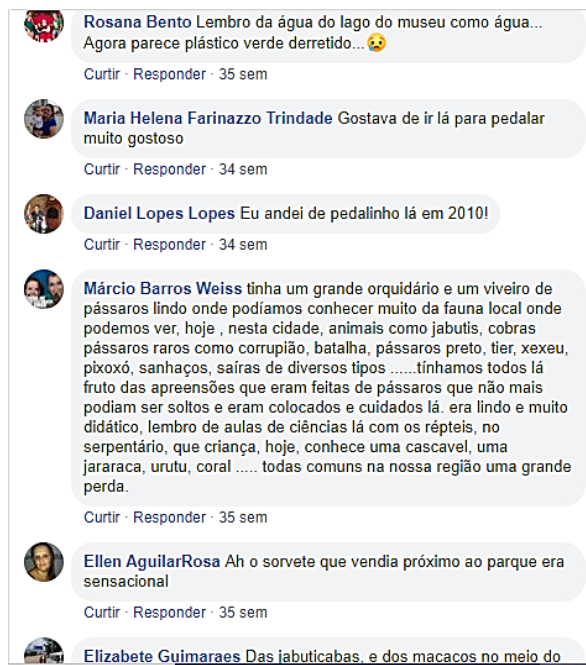 Rosana Bento Lembro da água do lago do museu como água...
Agora parece plástico verde derretido...
Curtir · Responder · 35 sem
Maria Helena Farinazzo Trindade Gostava de ir lá para pedalar
muito gostoso
Curtir · Responder · 34 sem
Daniel Lopes Lopes Eu andei de pedalinho lá em 2010!
Curtir · Responder · 34 sem
Márcio Barros Weiss tinha um grande orquidário e um viveiro de
pássaros lindo onde podíamos conhecer muito da fauna local onde
podemos ver, hoje , nesta cidade, animais como jabutis, cobras
pássaros raros como corrupião, batalha, pássaros preto, tier, xexeu,
pixoxó, sanhaços, saíras de diversos tipos ......tínhamos todos lá
fruto das apreensões que eram feitas de pássaros que não mais
podiam ser soltos e eram colocados e cuidados lá. era lindo e muito
didático, lembro de aulas de ciências lá com os répteis, no
serpentário, que criança, hoje, conhece uma cascavel, uma
jararaca, urutu, coral ..... todas comuns na nossa região uma grande
perda.
Curtir · Responder · 35 sem
Ellen AguilarRosa Ah o sorvete que vendia próximo ao parque era
sensacional
Curtir · Responder · 35 sem
Elizabete Guimaraes Das jabuticabas, e dos macacos no meio do